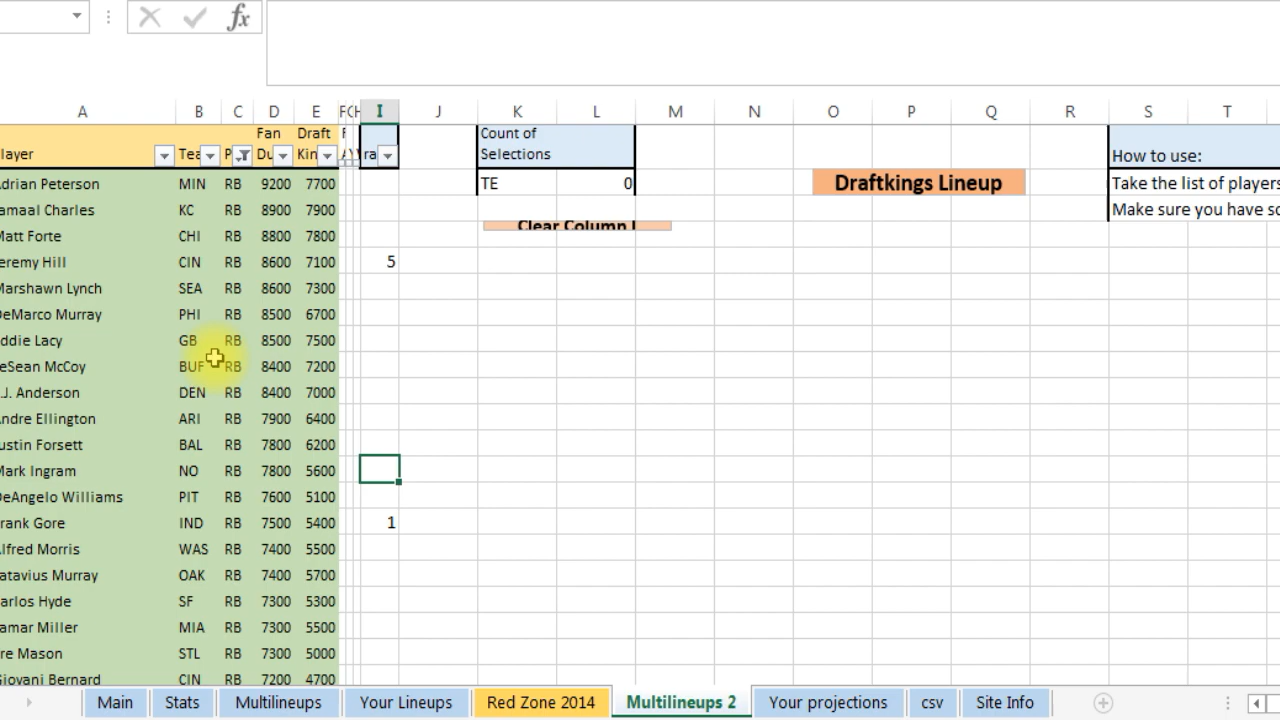 fx
A B C D E F G H I J K L M N O P Q R S T
layer Tea P Fan Du Draft Kin F ra
Count of
Selections
How to use:
drian Peterson MIN RB 9200 7700 TE 0 Draftkings Lineup Take the list of players
amaal Charles KC RB 8900 7900 Make sure you have so
Matt Forte CHI RB 8800 7800 Clear Column I
eremy Hill CIN RB 8600 7100 5
Marshawn Lynch SEA RB 8600 7300
DeMarco Murray PHI RB 8500 6700
ddie Lacy GB RB 8500 7500
eSean McCoy BUF RB 8400 7200
.J. Anderson DEN RB 8400 7000
ndre Ellington ARI RB 7900 6400
ustin Forsett BAL RB 7800 6200
Mark Ingram NO RB 7800 5600
DeAngelo Williams PIT RB 7600 5100
rank Gore IND RB 7500 5400 1
lfred Morris WAS RB 7400 5500
atavius Murray OAK RB 7400 5700
arlos Hyde SF RB 7300 5300
amar Miller MIA RB 7300 5500
re Mason STL RB 7300 5000
Giovani Bernard CIN RB 7200 4700
Main Stats Multilineups Your Lineups Red Zone 2014 Multilineups 2 Your projections csv Site Info